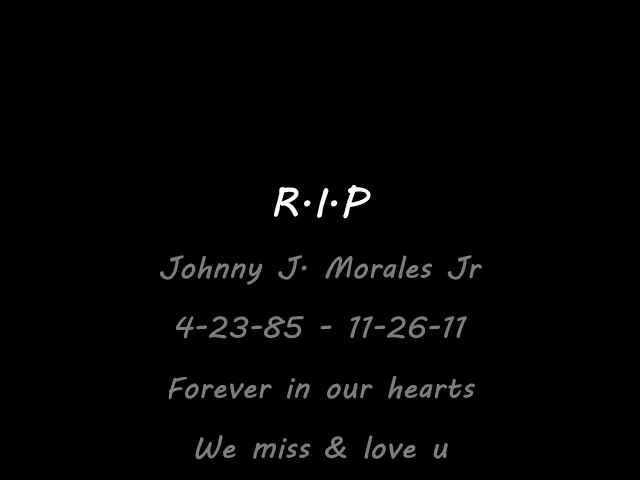 R.I.P
Johnny J. Morales Jr
4-23-85 - 11-26-11
Forever in our hearts
We miss & love u